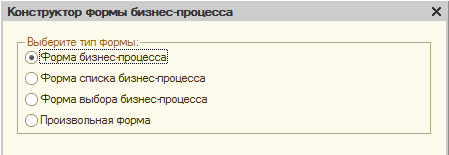 Конструктор формы бизнес-процесса
Выберите тип формы:
Форма бизнес-процесса
Форма списка бизнес-процесса
Форма выбора бизнес-процесса
Произвольная форма